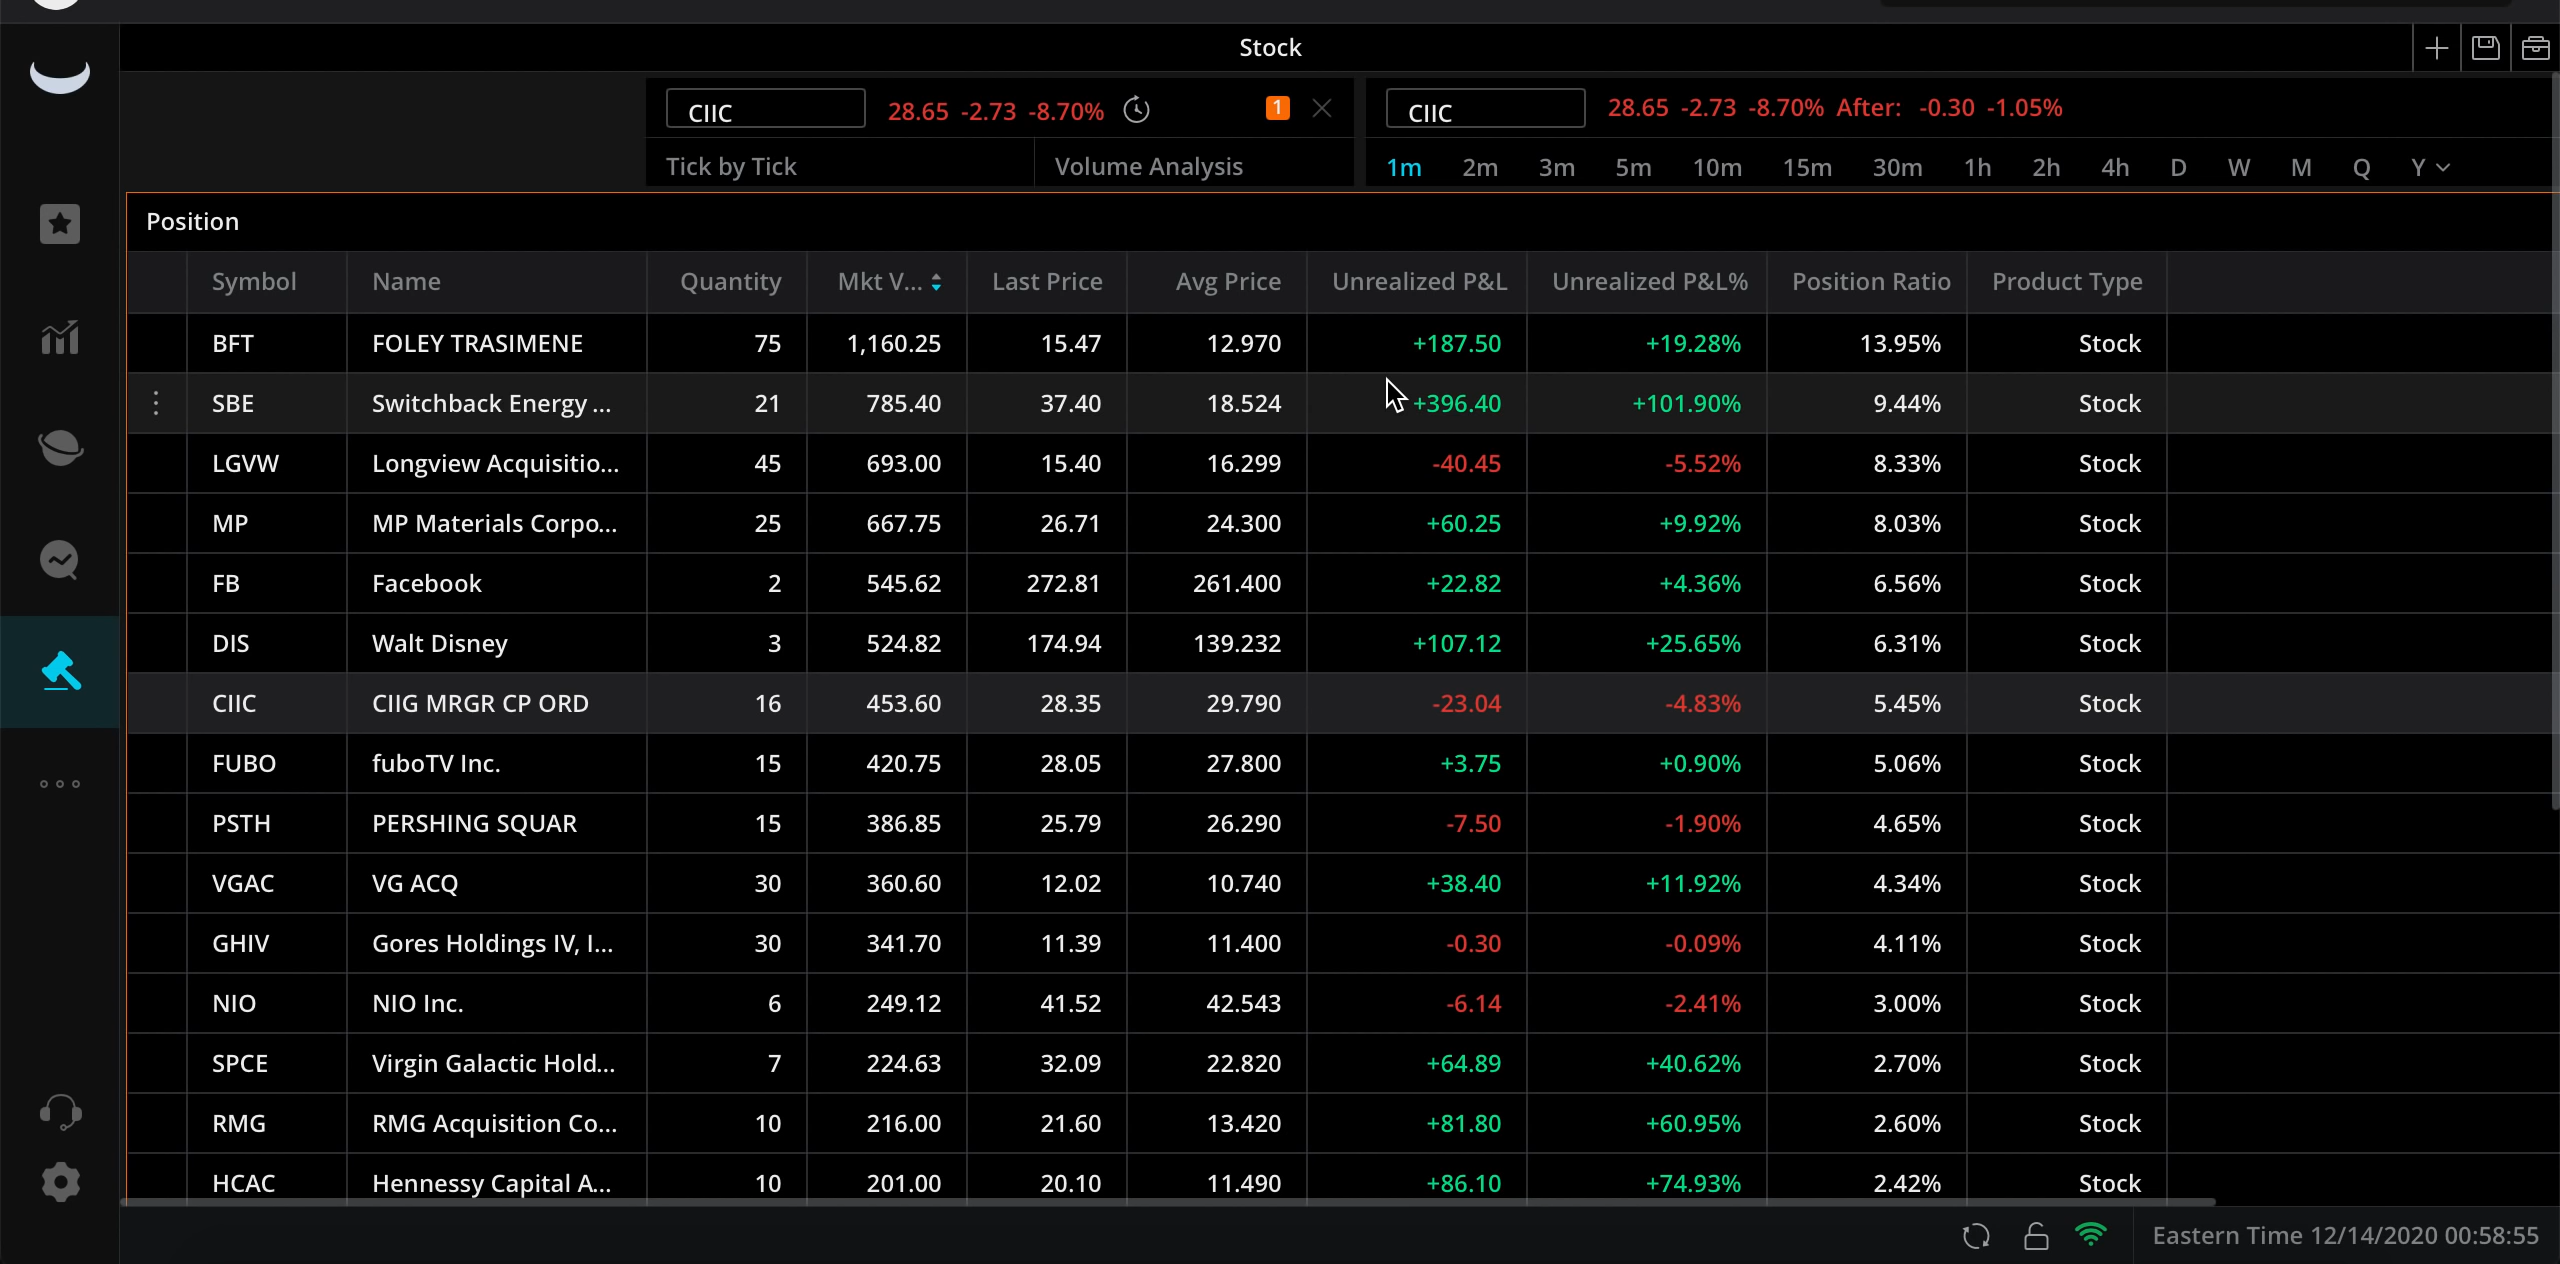 Stock
CIIC 28.65 -2.73 -8.70% 1
CIIC 28.65 -2.73 -8.70% After: -0.30 -1.05%
Tick by Tick Volume Analysis
1m 2m 3m 5m 10m 15m 30m 1h 2h 4h D W M Q Y
Position
Symbol Name Quantity Mkt V... Last Price Avg Price Unrealized P&L Unrealized P&L% Position Ratio Product Type
BFT FOLEY TRASIMENE 75 1,160.25 15.47 12.970 +187.50 +19.28% 13.95% Stock
SBE Switchback Energy ... 21 785.40 37.40 18.524 +396.40 +101.90% 9.44% Stock
LGVW Longview Acquisitio... 45 693.00 15.40 16.299 -40.45 -5.52% 8.33% Stock
MP MP Materials Corpo... 25 667.75 26.71 24.300 +60.25 +9.92% 8.03% Stock
FB Facebook 2 545.62 272.81 261.400 +22.82 +4.36% 6.56% Stock
DIS Walt Disney 3 524.82 174.94 139.232 +107.12 +25.65% 6.31% Stock
CIIC CIIG MRGR CP ORD 16 453.60 28.35 29.790 -23.04 -4.83% 5.45% Stock
FUBO fuboTV Inc. 15 420.75 28.05 27.800 +3.75 +0.90% 5.06% Stock
PSTH PERSHING SQUAR 15 386.85 25.79 26.290 -7.50 -1.90% 4.65% Stock
VGAC VG ACQ 30 360.60 12.02 10.740 +38.40 +11.92% 4.34% Stock
GHIV Gores Holdings IV, I... 30 341.70 11.39 11.400 -0.30 -0.09% 4.11% Stock
NIO NIO Inc. 6 249.12 41.52 42.543 -6.14 -2.41% 3.00% Stock
SPCE Virgin Galactic Hold... 7 224.63 32.09 22.820 +64.89 +40.62% 2.70% Stock
RMG RMG Acquisition Co... 10 216.00 21.60 13.420 +81.80 +60.95% 2.60% Stock
HCAC Hennessy Capital A... 10 201.00 20.10 11.490 +86.10 +74.93% 2.42% Stock
Eastern Time 12/14/2020 00:58:55